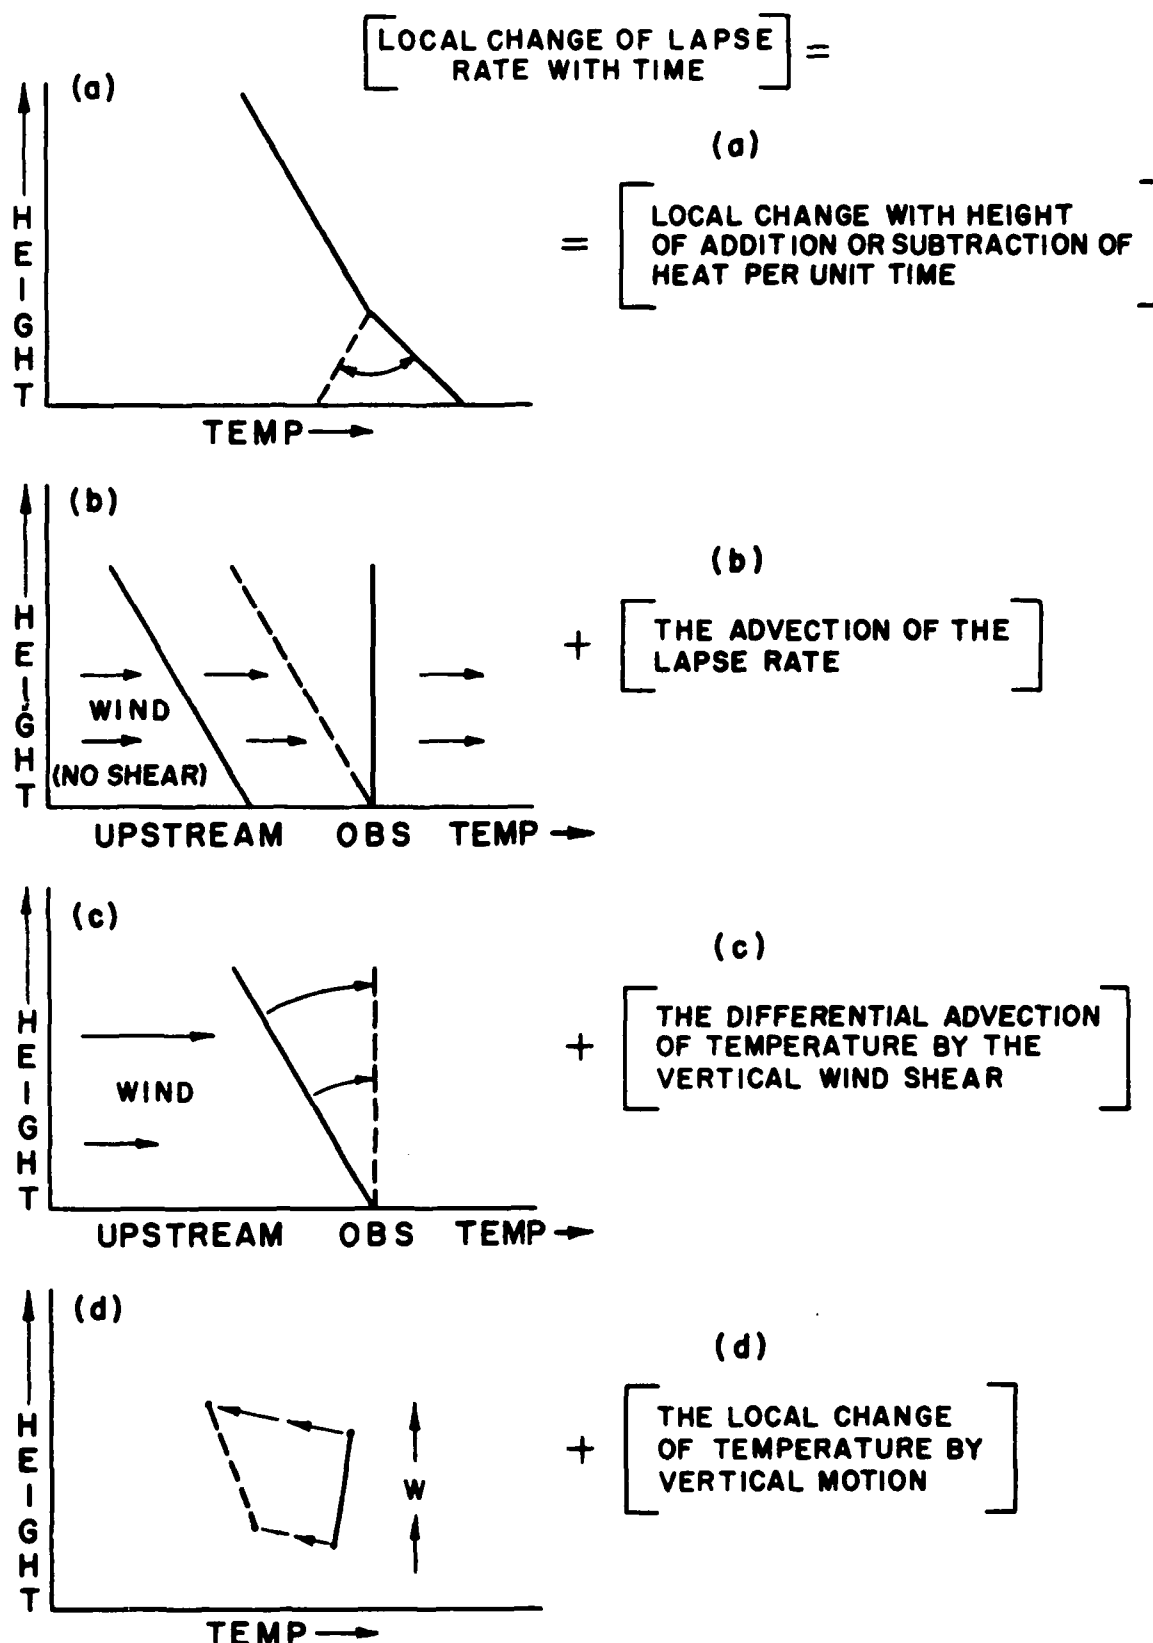 LOCAL CHANGE OF LAPSE
RATE WITH TIME
=
(a)
HEIGHT
TEMP
(a)
=
LOCAL CHANGE WITH HEIGHT
OF ADDITION OR SUBTRACTION OF
HEAT PER UNIT TIME
(b)
HEIGHT
WIND
(NO SHEAR)
UPSTREAM OBS TEMP
(b)
+
THE ADVECTION OF THE
LAPSE RATE
(c)
HEIGHT
WIND
UPSTREAM OBS TEMP
(c)
+
THE DIFFERENTIAL ADVECTION
OF TEMPERATURE BY THE
VERTICAL WIND SHEAR
(d)
HEIGHT
W
TEMP
(d)
+
THE LOCAL CHANGE
OF TEMPERATURE BY
VERTICAL MOTION